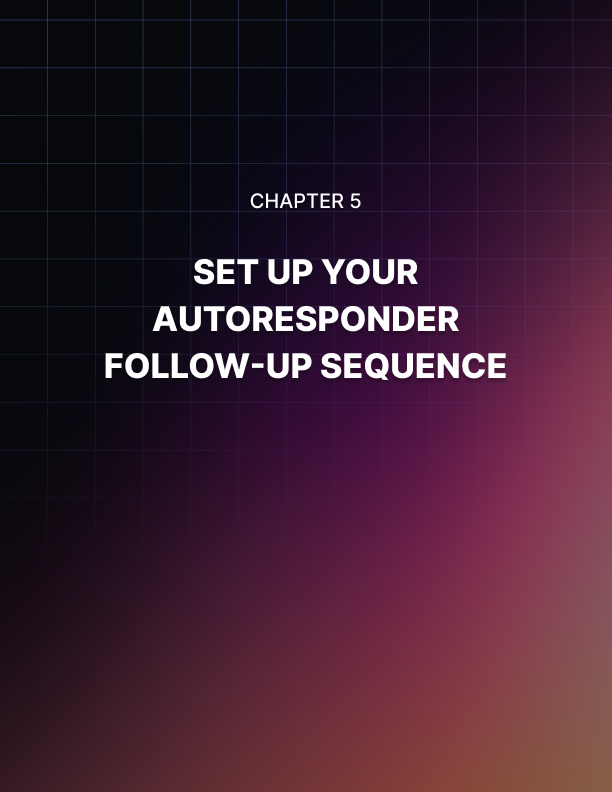 CHAPTER 5
SET UP YOUR
AUTORESPONDER
FOLLOW-UP SEQUENCE